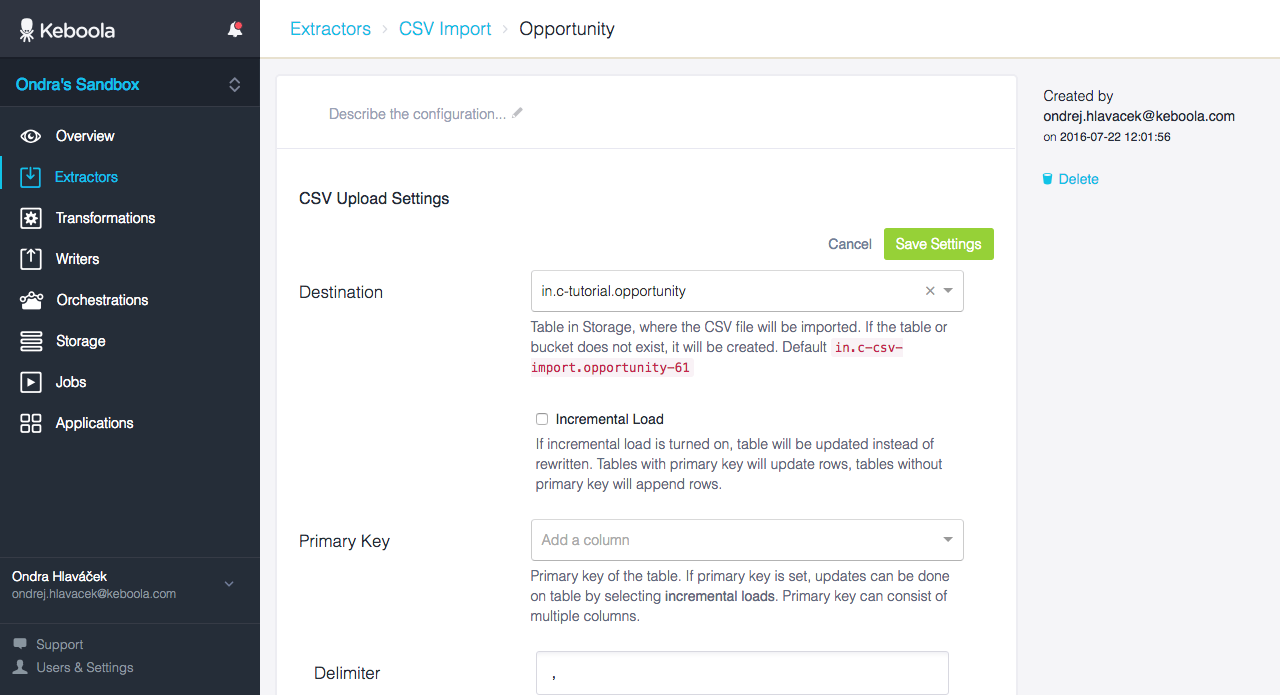 Keboola
Ondra's Sandbox
Overview
Extractors
Transformations
Writers
Orchestrations
Storage
Jobs
Applications
Ondra Hlaváček
ondrej.hlavacek@keboola.com
Support
Users & Settings
Extractors › CSV Import › Opportunity
Describe the configuration...
CSV Upload Settings
Cancel
Save Settings
Destination
in.c-tutorial.opportunity
Table in Storage, where the CSV file will be imported. If the table or
bucket does not exist, it will be created. Default in.c-csv-
import.opportunity-61
Incremental Load
If incremental load is turned on, table will be updated instead of
rewritten. Tables with primary key will update rows, tables without
primary key will append rows.
Primary Key
Add a column
Primary key of the table. If primary key is set, updates can be done
on table by selecting incremental loads. Primary key can consist of
multiple columns.
Delimiter
,
Created by
ondrej.hlavacek@keboola.com
on 2016-07-22 12:01:56
Delete